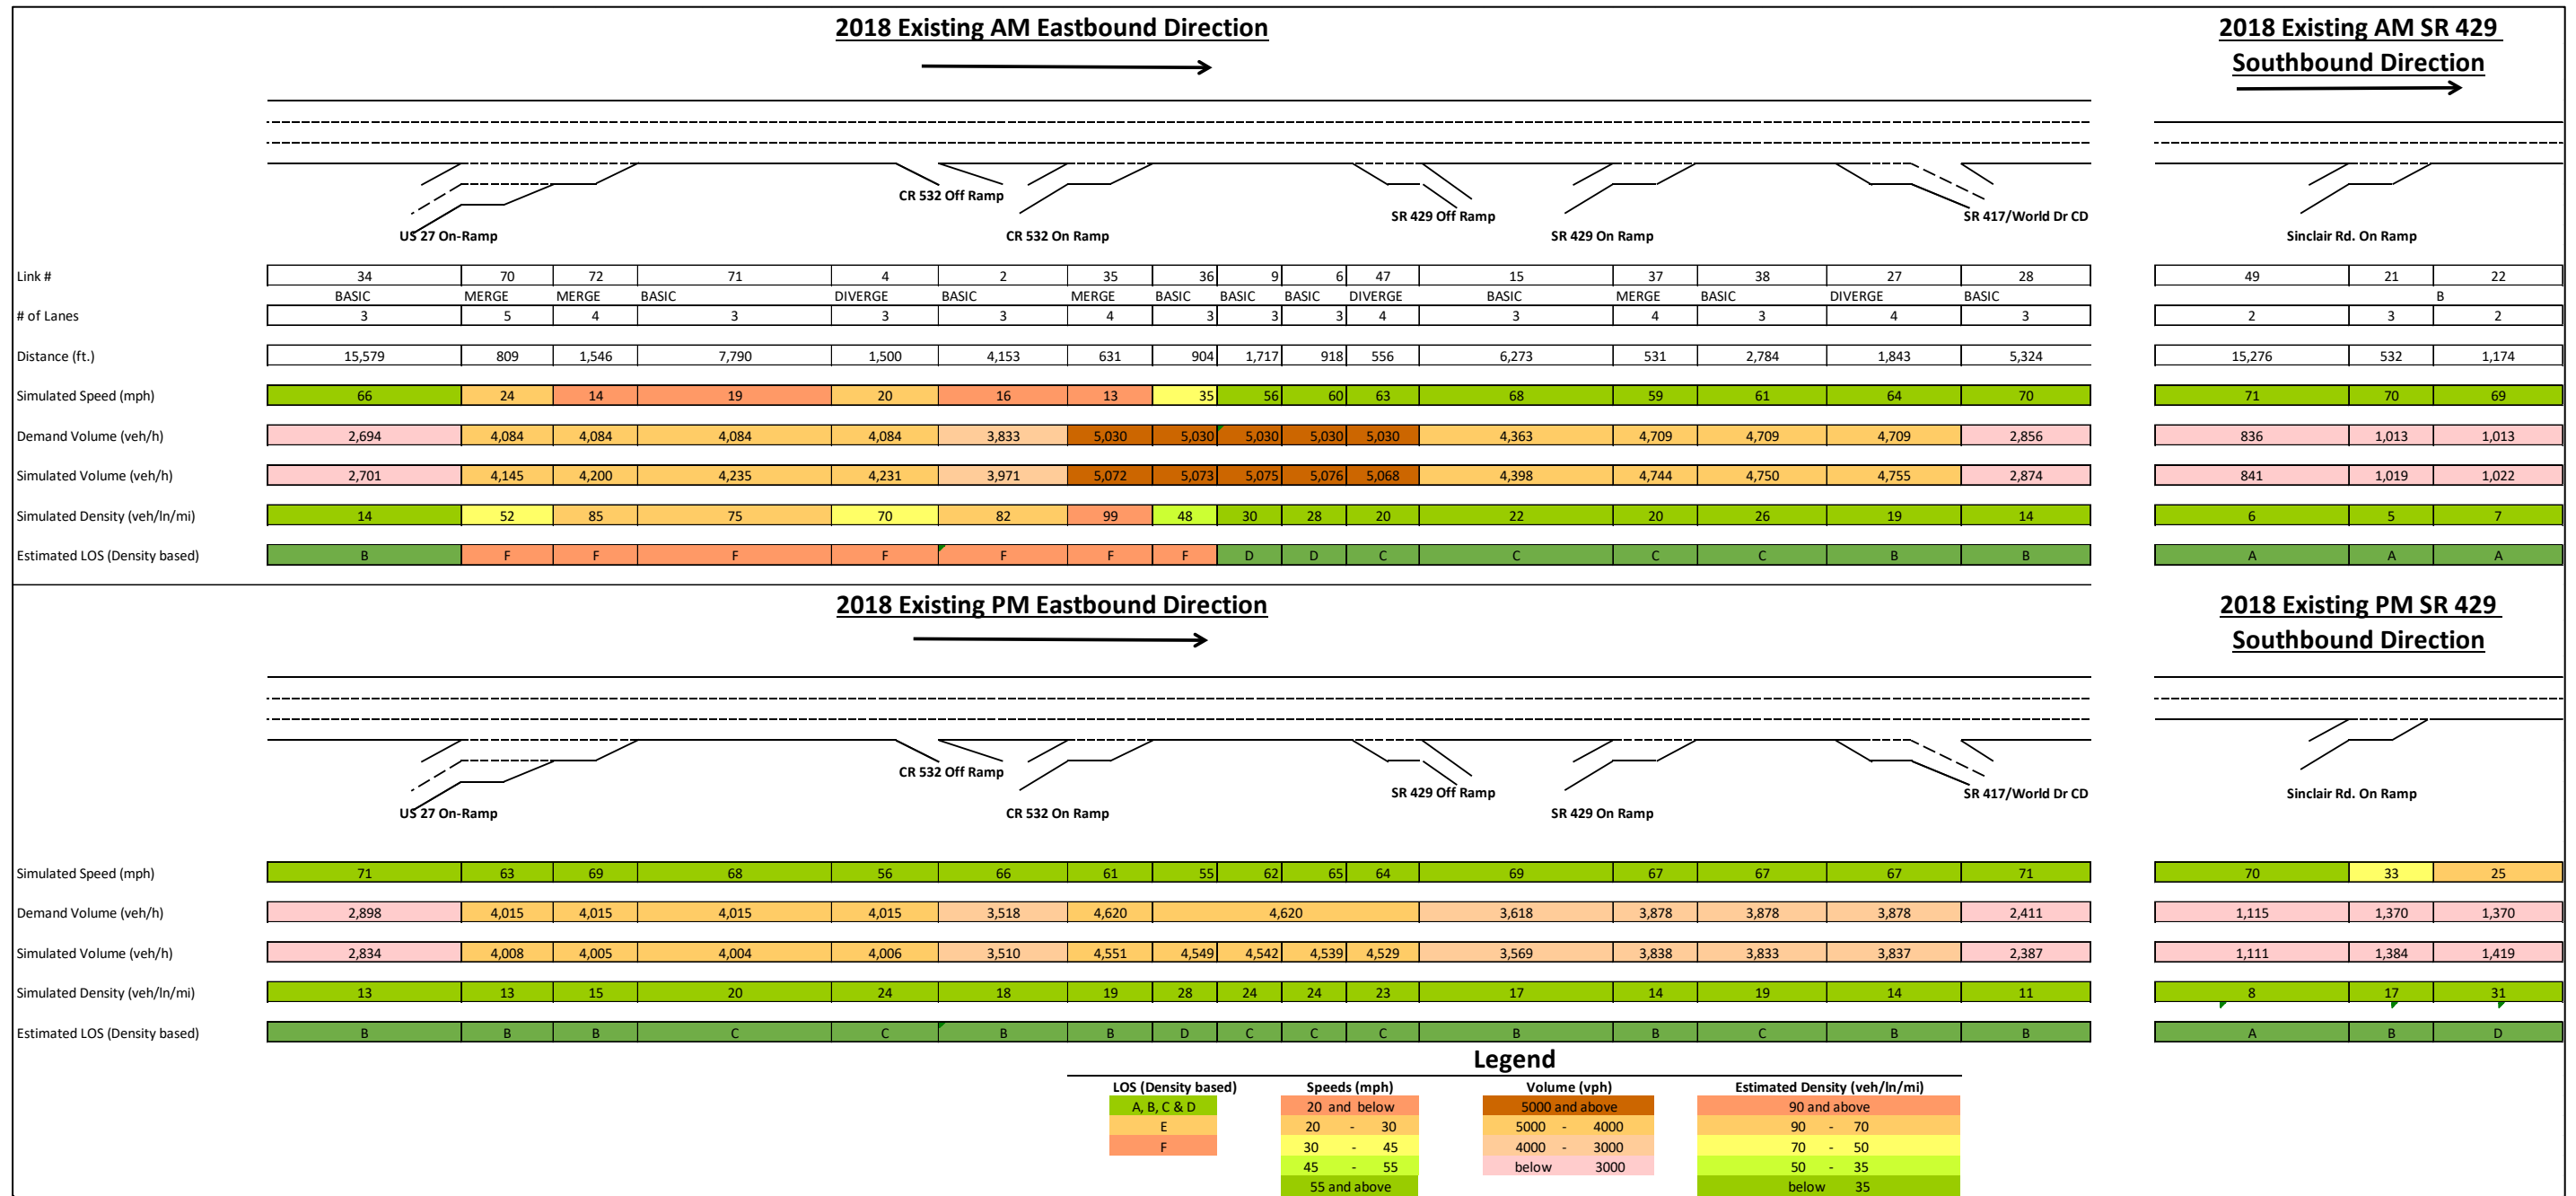 2018 Existing AM Eastbound Direction
2018 Existing AM SR 429
Southbound Direction
CR 532 Off Ramp
SR 429 Off Ramp
SR 417/World Dr CD
US 27 On-Ramp
CR 532 On Ramp
SR 429 On Ramp
Sinclair Rd. On Ramp
Link # 34 70 72 71 4 2 35 36 9 6 47 15 37 38 27 28 49 21 22
BASIC MERGE MERGE BASIC DIVERGE BASIC MERGE BASIC BASIC BASIC DIVERGE BASIC MERGE BASIC DIVERGE BASIC B
# of Lanes 3 5 4 3 3 3 4 3 3 3 4 3 4 3 4 3 2 3 2
Distance (ft.) 15,579 809 1,546 7,790 1,500 4,153 631 904 1,717 918 556 6,273 531 2,784 1,843 5,324 15,276 532 1,174
Simulated Speed (mph) 66 24 14 19 20 16 13 35 56 60 63 68 59 61 64 70 71 70 69
Demand Volume (veh/h) 2,694 4,084 4,084 4,084 4,084 3,833 5,030 5,030 5,030 5,030 5,030 4,363 4,709 4,709 4,709 2,856 836 1,013 1,013
Simulated Volume (veh/h) 2,701 4,145 4,200 4,235 4,231 3,971 5,072 5,073 5,075 5,076 5,068 4,398 4,744 4,750 4,755 2,874 841 1,019 1,022
Simulated Density (veh/ln/mi) 14 52 85 75 70 82 99 48 30 28 20 22 20 26 19 14 6 5 7
Estimated LOS (Density based) B F F F F F F F D D C C C C B B A A A
2018 Existing PM Eastbound Direction
2018 Existing PM SR 429
Southbound Direction
CR 532 Off Ramp
SR 429 Off Ramp
SR 417/World Dr CD
US 27 On-Ramp
CR 532 On Ramp
SR 429 On Ramp
Sinclair Rd. On Ramp
Simulated Speed (mph) 71 63 69 68 56 66 61 55 62 65 64 69 67 67 67 71 70 33 25
Demand Volume (veh/h) 2,898 4,015 4,015 4,015 4,015 3,518 4,620 4,620 3,618 3,878 3,878 3,878 2,411 1,115 1,370 1,370
Simulated Volume (veh/h) 2,834 4,008 4,005 4,004 4,006 3,510 4,551 4,549 4,542 4,539 4,529 3,569 3,838 3,833 3,837 2,387 1,111 1,384 1,419
Simulated Density (veh/ln/mi) 13 13 15 20 24 18 19 28 24 24 23 17 14 19 14 11 8 17 31
Estimated LOS (Density based) B B B C C B B D C C C B B C B B A B D
Legend
LOS (Density based) Speeds (mph) Volume (vph) Estimated Density (veh/ln/mi)
A, B, C & D 20 and below 5000 and above 90 and above
E 20 - 30 5000 - 4000 90 - 70
F 30 - 45 4000 - 3000 70 - 50
45 - 55 below 3000 50 - 35
55 and above below 35